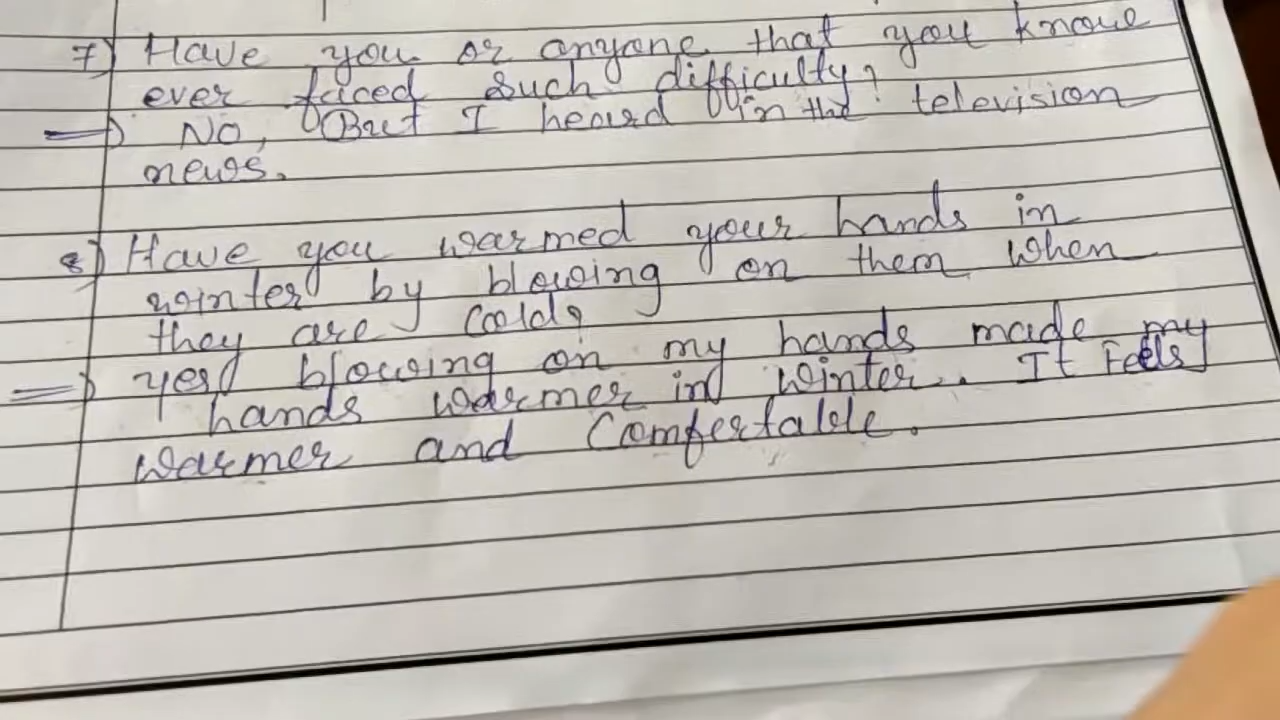 7) Have you or anyone that you knoue
ever faced such difficulty?
=> No, But I heard in the television
news.
8) Have you warmed your hands in
winter by blowing on them when
they are coold?
=> yes blowing on my hands made my
hands warmer in winter. It Feels
warmer and Comfertable.